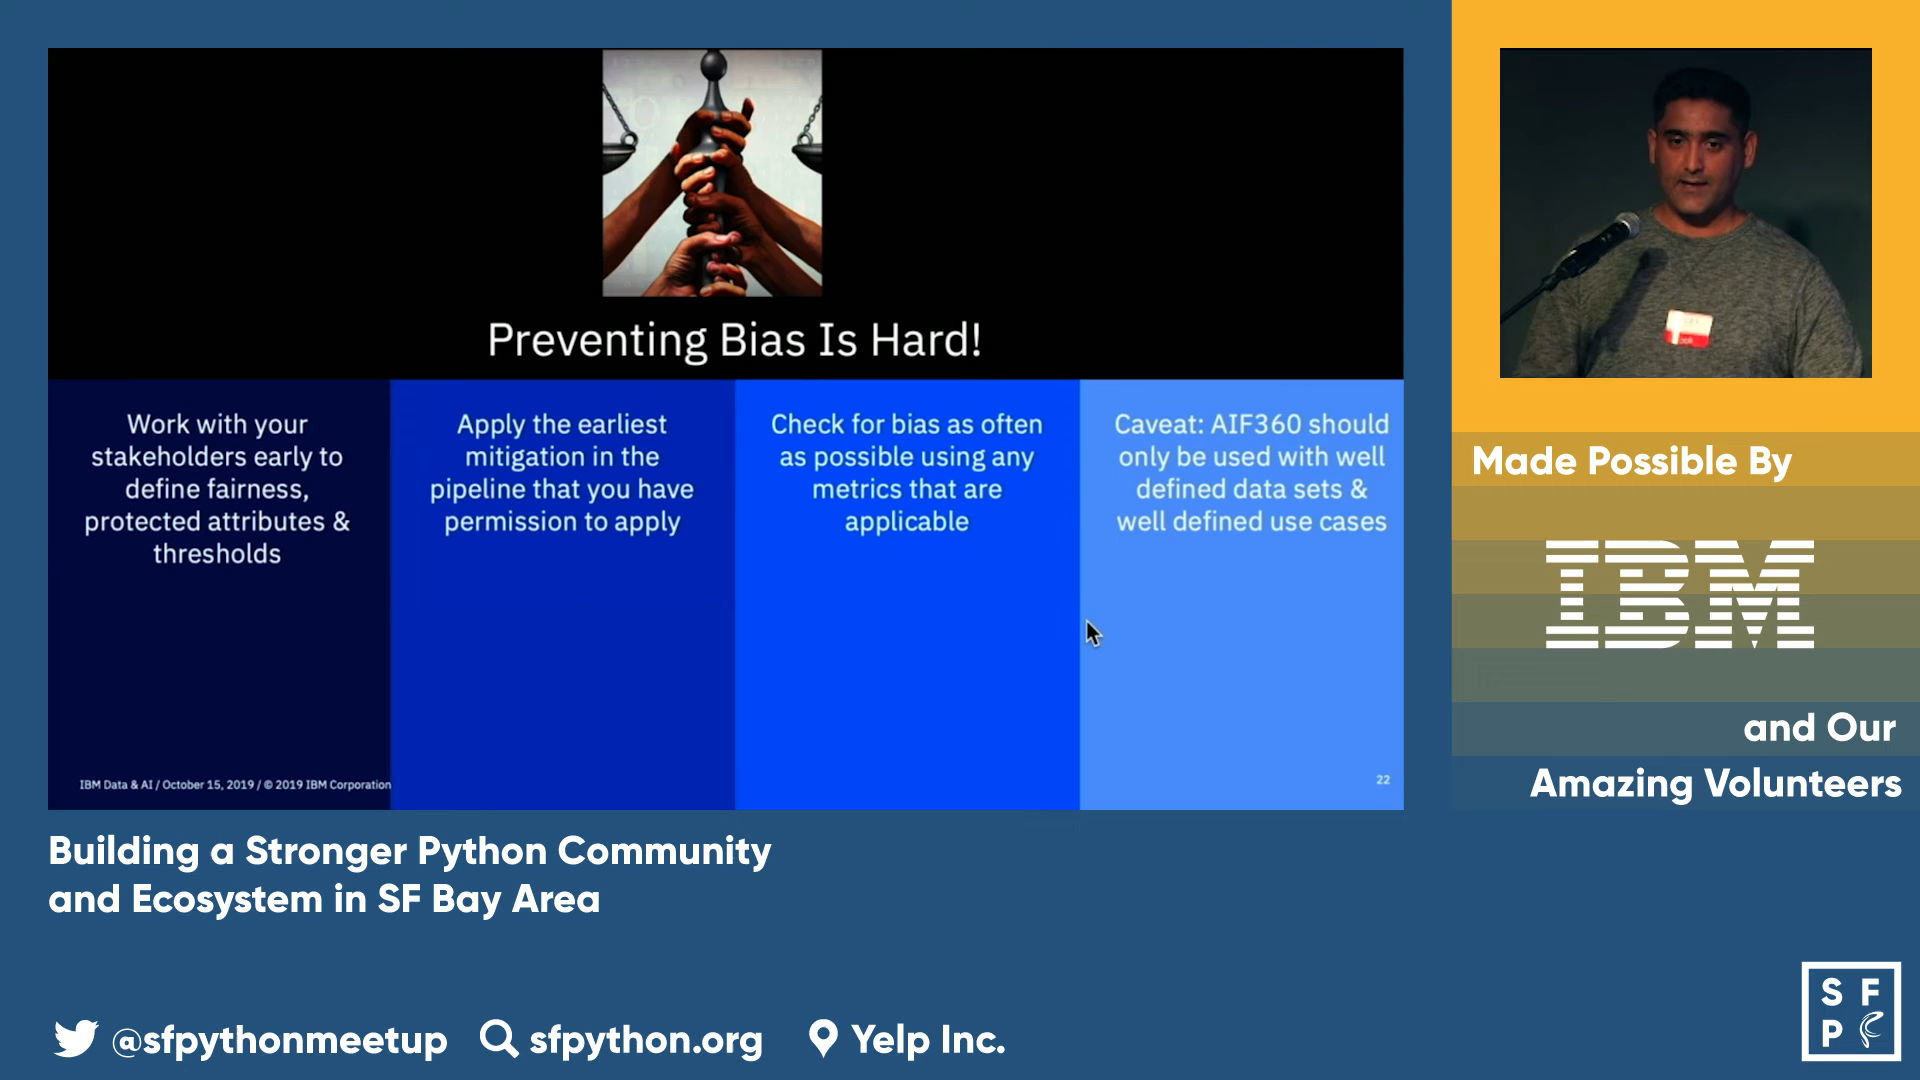 Preventing Bias Is Hard!
Work with your
stakeholders early to
define fairness,
protected attributes &
thresholds
Apply the earliest
mitigation in the
pipeline that you have
permission to apply
Check for bias as often
as possible using any
metrics that are
applicable
Caveat: AIF360 should
only be used with well
defined data sets &
well defined use cases
IBM Data & AI / October 15, 2019 / © 2019 IBM Corporation
22
Made Possible By
IBM
and Our
Amazing Volunteers
Building a Stronger Python Community
and Ecosystem in SF Bay Area
@sfpythonmeetup
sfpython.org
Yelp Inc.
S F
P